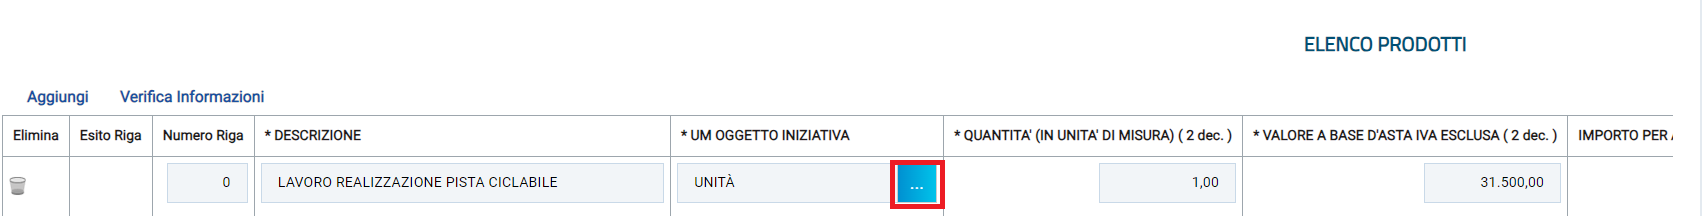 ELENCO PRODOTTI
Aggiungi Verifica Informazioni
Elimina Esito Riga Numero Riga * DESCRIZIONE * UM OGGETTO INIZIATIVA * QUANTITA' (IN UNITA' DI MISURA) ( 2 dec. ) * VALORE A BASE D'ASTA IVA ESCLUSA ( 2 dec. ) IMPORTO PER
0 LAVORO REALIZZAZIONE PISTA CICLABILE UNITÀ ... 1,00 31.500,00